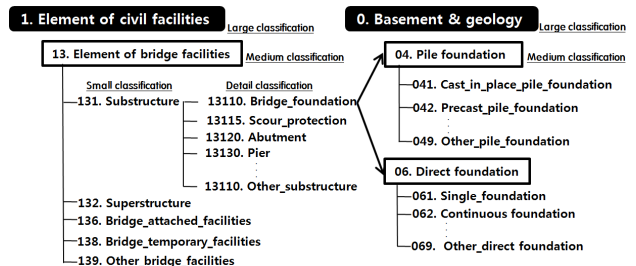 1. Element of civil facilities
Large classification
13. Element of bridge facilities
Medium classification
Small classification
Detail classification
131. Substructure
13110. Bridge_foundation
13115. Scour_protection
13120. Abutment
13130. Pier
13110. Other_substructure
132. Superstructure
136. Bridge_attached_facilities
138. Bridge_temporary_facilities
139. Other bridge facilities
0. Basement & geology
Large classification
04. Pile foundation
Medium classification
041. Cast_in_place_pile_foundation
042. Precast_pile_foundation
049. Other_pile_foundation
06. Direct foundation
061. Single_foundation
062. Continuous foundation
069. Other_direct foundation